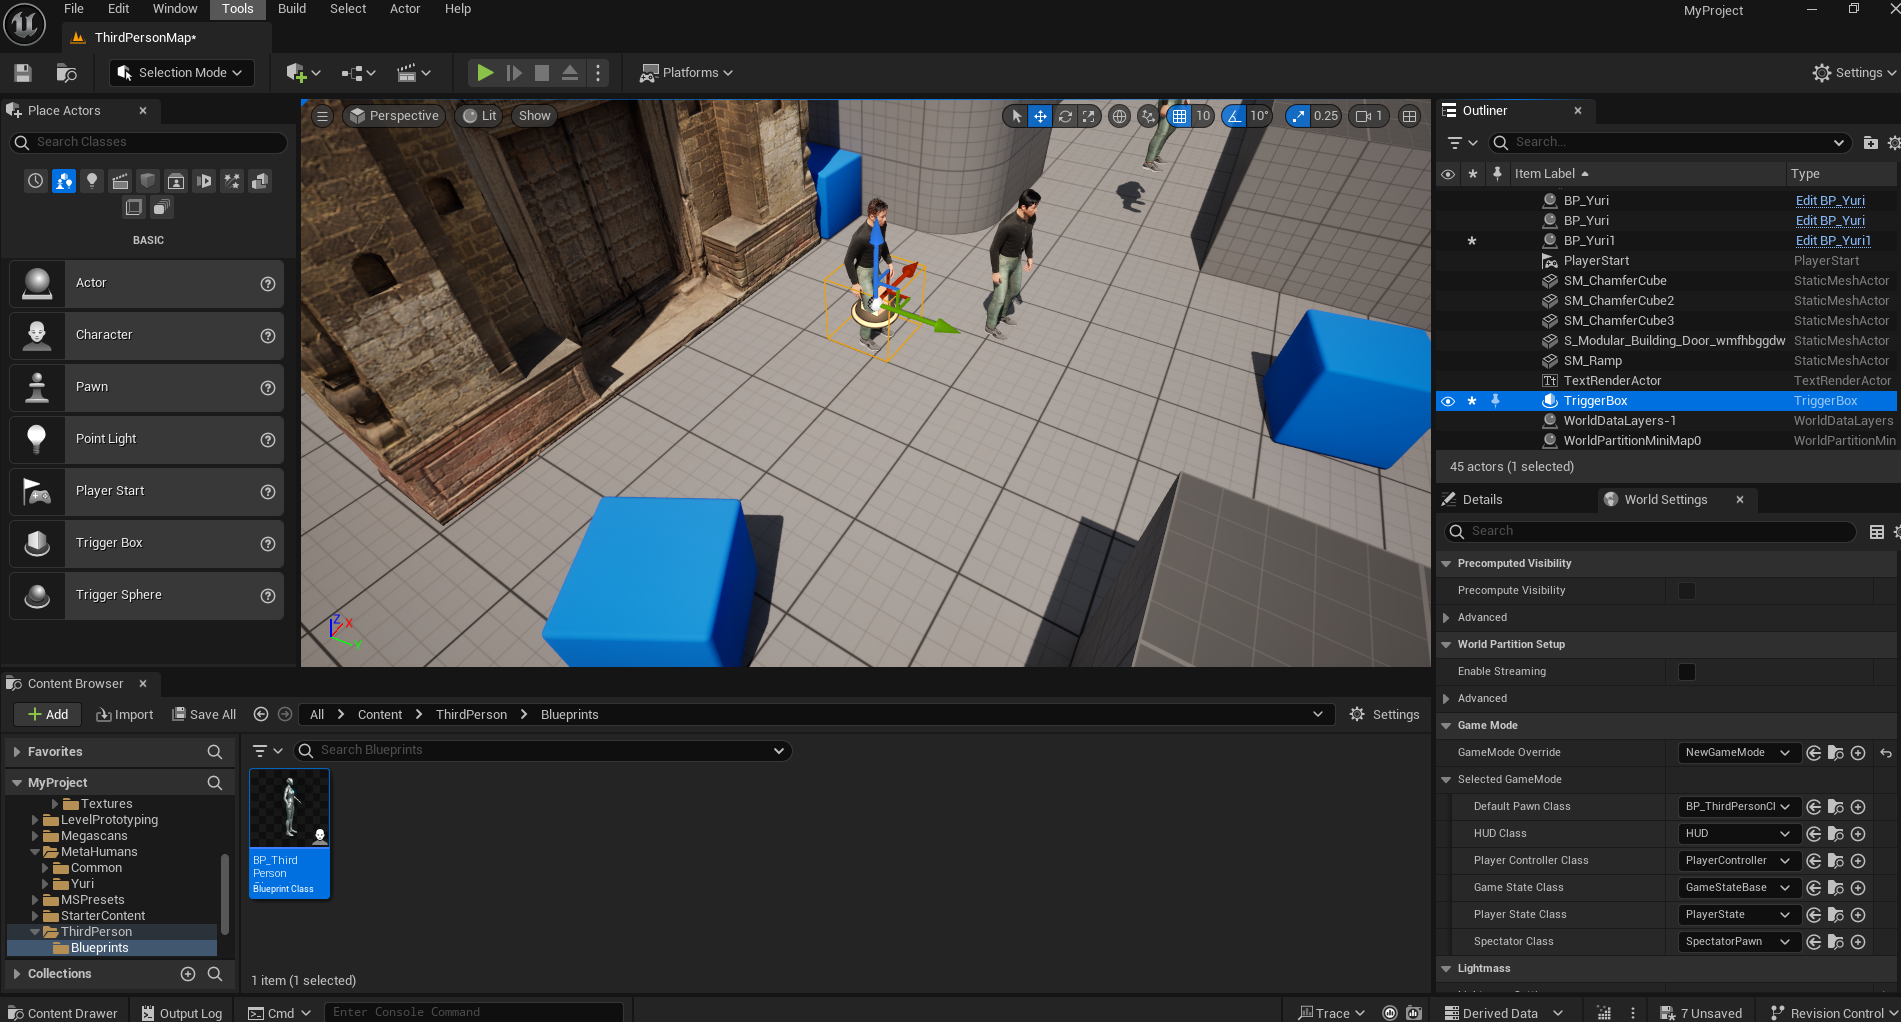 File Edit Window Tools Build Select Actor Help
MyProject
ThirdPersonMap*
Selection Mode
Platforms
Settings
Place Actors
Search Classes
BASIC
Actor
Character
Pawn
Point Light
Player Start
Trigger Box
Trigger Sphere
Perspective Lit Show
10 10° 0.25 1
Outliner
Search...
Item Label Type
BP_Yuri Edit BP_Yuri
BP_Yuri Edit BP_Yuri
BP_Yuri1 Edit BP_Yuri1
PlayerStart PlayerStart
SM_ChamferCube StaticMeshActor
SM_ChamferCube2 StaticMeshActor
SM_ChamferCube3 StaticMeshActor
S_Modular_Building_Door_wmfhbggdw StaticMeshActor
SM_Ramp StaticMeshActor
TextRenderActor TextRenderActor
TriggerBox TriggerBox
WorldDataLayers-1 WorldDataLayers
WorldPartitionMiniMap0 WorldPartitionMin
45 actors (1 selected)
Details World Settings
Search
Precomputed Visibility
Precompute Visibility
Advanced
World Partition Setup
Enable Streaming
Advanced
Game Mode
GameMode Override NewGameMode
Selected GameMode
Default Pawn Class BP_ThirdPersonCl
HUD Class HUD
Player Controller Class PlayerController
Game State Class GameStateBase
Player State Class PlayerState
Spectator Class SpectatorPawn
Lightmass
Z X
Y
Content Browser
Add Import Save All All Content ThirdPerson Blueprints Settings
Favorites
Search Blueprints
MyProject
Textures
LevelPrototyping
Megascans
MetaHumans
Common
Yuri
MSPresets
StarterContent
ThirdPerson
Blueprints
Collections
BP_Third
Person
Blueprint Class
1 item (1 selected)
Content Drawer Output Log Cmd Enter Console Command Trace Derived Data 7 Unsaved Revision Control